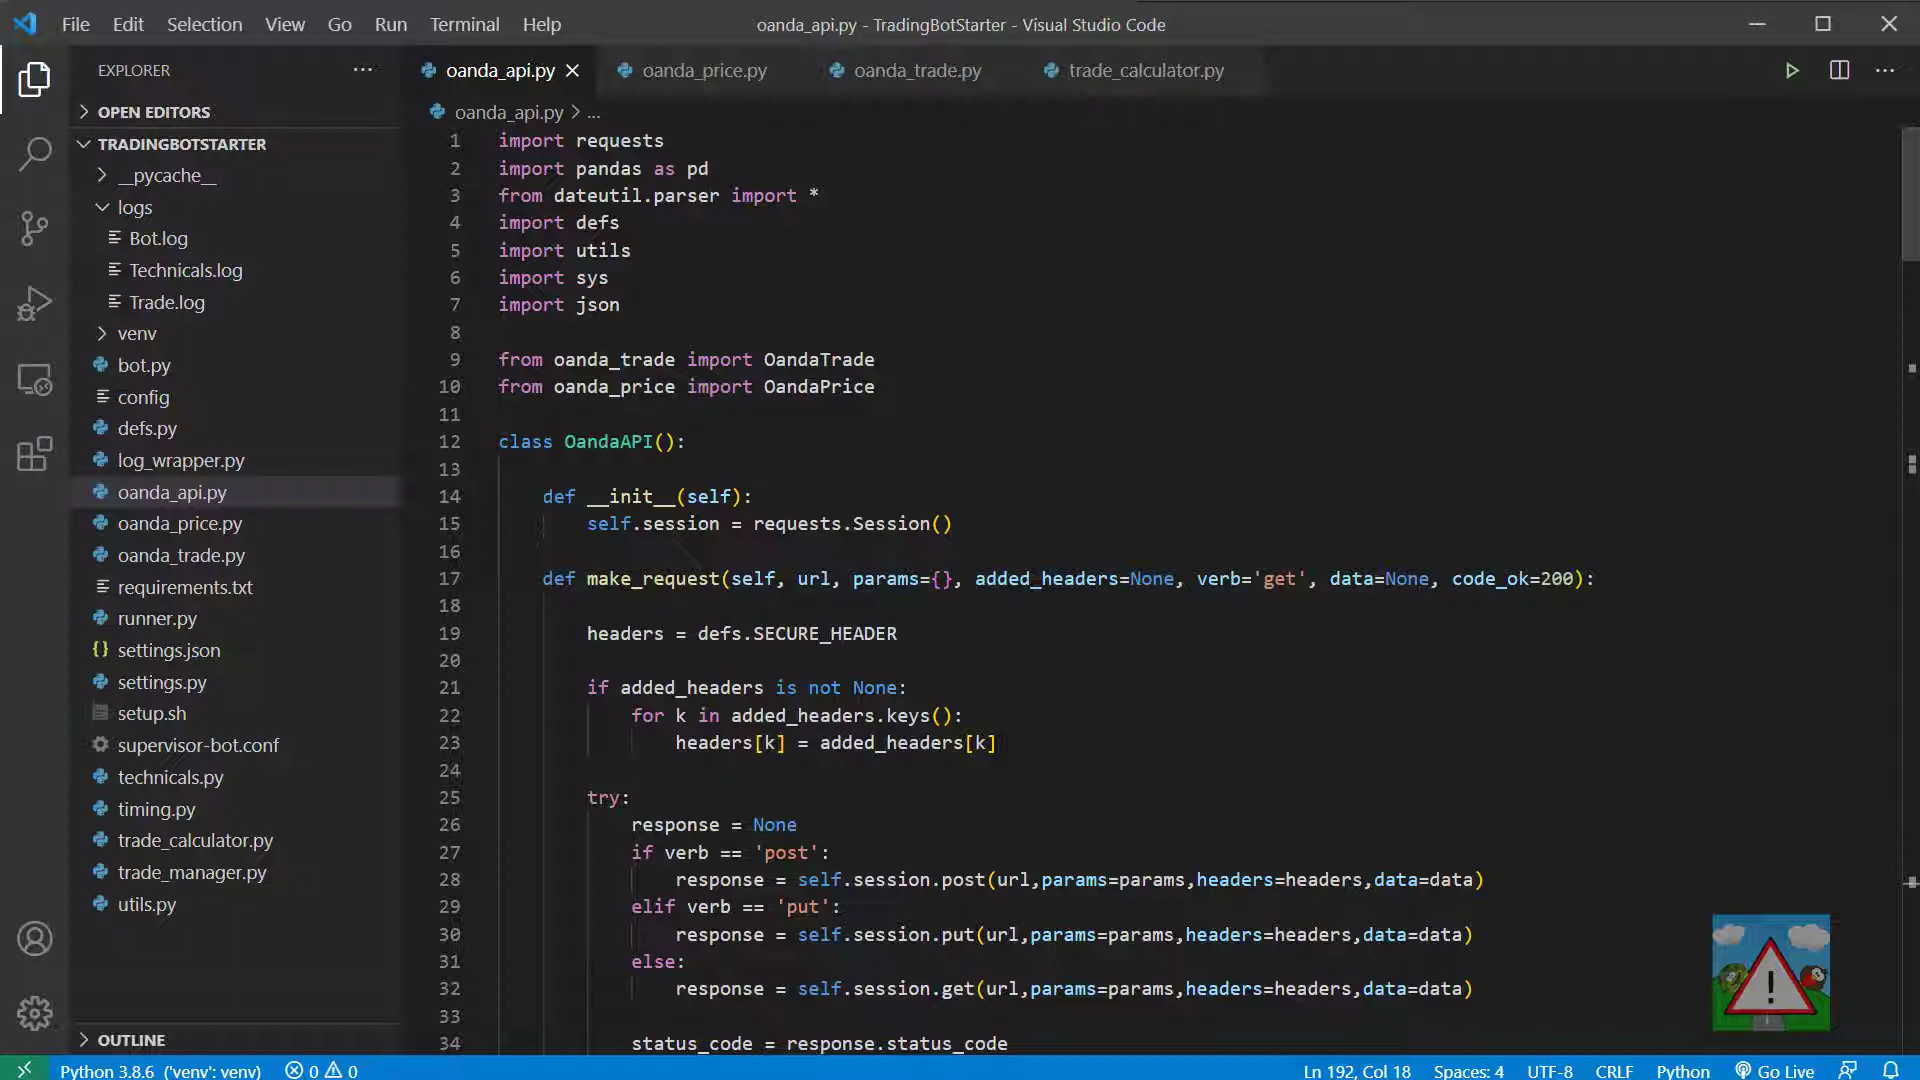 File Edit Selection View Go Run Terminal Help
oanda_api.py - TradingBotStarter - Visual Studio Code
EXPLORER
OPEN EDITORS
TRADINGBOTSTARTER
__pycache__
logs
Bot.log
Technicals.log
Trade.log
venv
bot.py
config
defs.py
log_wrapper.py
oanda_api.py
oanda_price.py
oanda_trade.py
requirements.txt
runner.py
settings.json
settings.py
setup.sh
supervisor-bot.conf
technicals.py
timing.py
trade_calculator.py
trade_manager.py
utils.py
OUTLINE
oanda_api.py oanda_price.py oanda_trade.py trade_calculator.py
oanda_api.py > ...
1 import requests
2 import pandas as pd
3 from dateutil.parser import *
4 import defs
5 import utils
6 import sys
7 import json
8
9 from oanda_trade import OandaTrade
10 from oanda_price import OandaPrice
11
12 class OandaAPI():
13
14 def __init__(self):
15 self.session = requests.Session()
16
17 def make_request(self, url, params={}, added_headers=None, verb='get', data=None, code_ok=200):
18
19 headers = defs.SECURE_HEADER
20
21 if added_headers is not None:
22 for k in added_headers.keys():
23 headers[k] = added_headers[k]
24
25 try:
26 response = None
27 if verb == 'post':
28 response = self.session.post(url,params=params,headers=headers,data=data)
29 elif verb == 'put':
30 response = self.session.put(url,params=params,headers=headers,data=data)
31 else:
32 response = self.session.get(url,params=params,headers=headers,data=data)
33
34 status_code = response.status_code
Python 3.8.6 ('venv': venv) 0 0 Ln 192, Col 18 Spaces: 4 UTF-8 CRLF Python Go Live